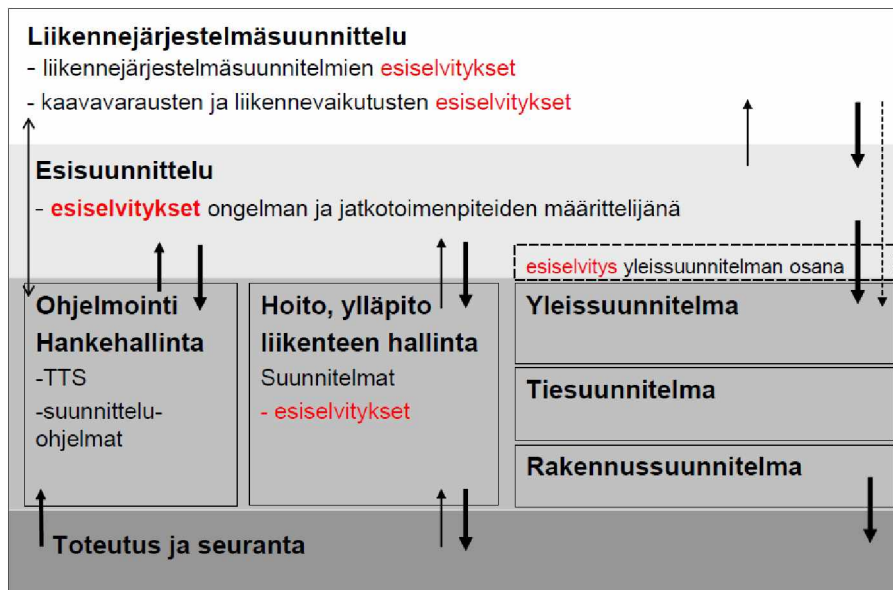 Liikennejärjestelmäsuunnittelu
- liikennejärjestelmäsuunnitelmien esiselvitykset
- kaavavarausten ja liikennevaikutusten esiselvitykset
Esisuunnittelu
- esiselvitykset ongelman ja jatkotoimenpiteiden määrittelijänä
esiselvitys yleissuunnitelman osana
Ohjelmointi
Hankehallinta
-TTS
-suunnittelu-
ohjelmat
Hoito, ylläpito
liikenteen hallinta
Suunnitelmat
- esiselvitykset
Yleissuunnitelma
Tiesuunnitelma
Rakennussuunnitelma
Toteutus ja seuranta